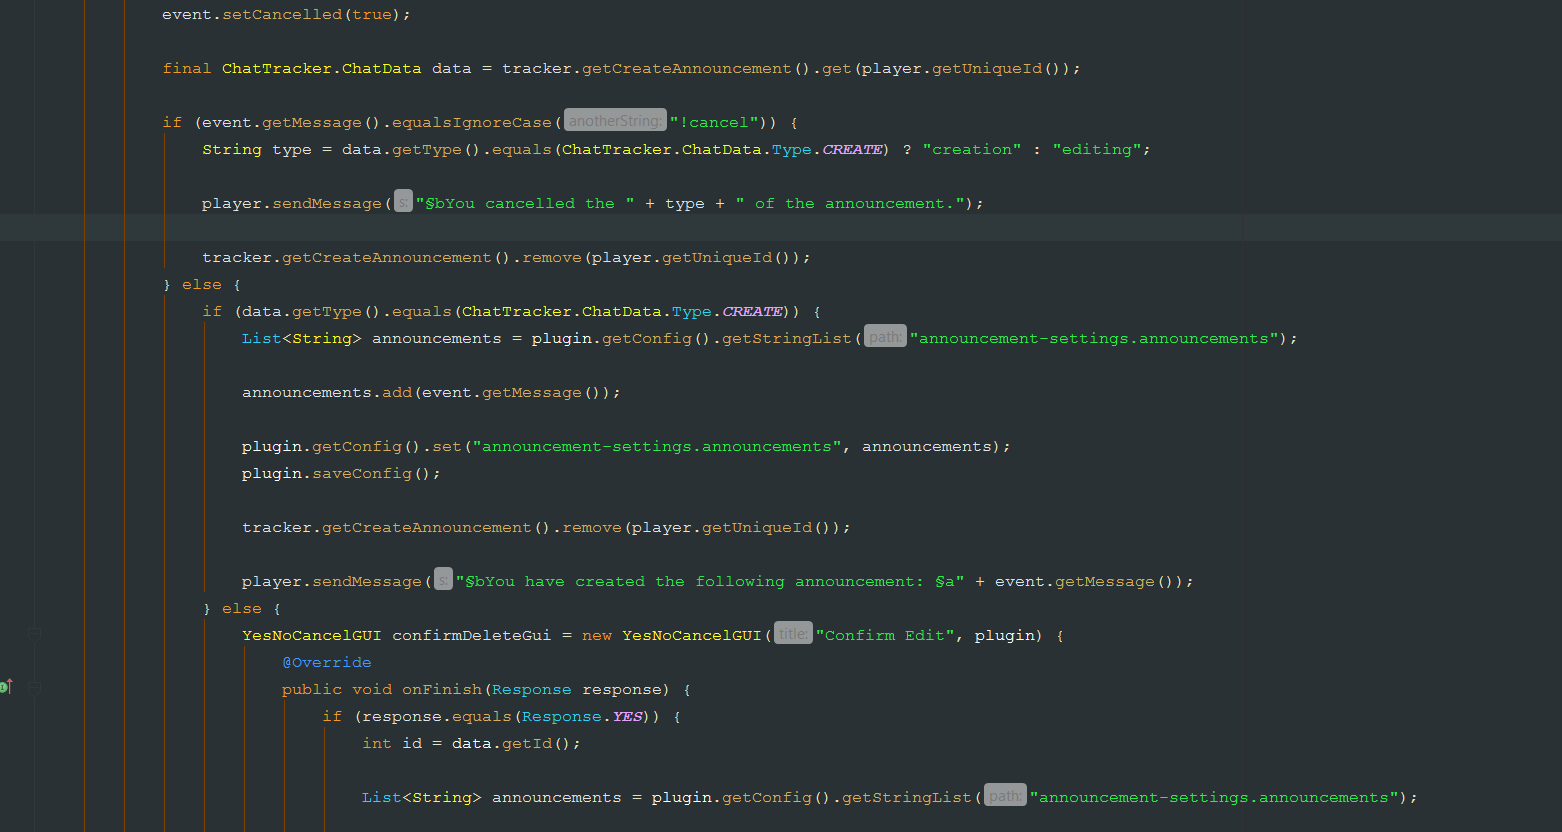 event.setCancelled(true);
final ChatTracker.ChatData data = tracker.getCreateAnnouncement().get(player.getUniqueId());
if (event.getMessage().equalsIgnoreCase( anotherString: "!cancel")) {
String type = data.getType().equals(ChatTracker.ChatData.Type.CREATE) ? "creation" : "editing";
player.sendMessage( s: "§bYou cancelled the " + type + " of the announcement.");
tracker.getCreateAnnouncement().remove(player.getUniqueId());
} else {
if (data.getType().equals(ChatTracker.ChatData.Type.CREATE)) {
List<String> announcements = plugin.getConfig().getStringList( path: "announcement-settings.announcements");
announcements.add(event.getMessage());
plugin.getConfig().set("announcement-settings.announcements", announcements);
plugin.saveConfig();
tracker.getCreateAnnouncement().remove(player.getUniqueId());
player.sendMessage( s: "§bYou have created the following announcement: §a" + event.getMessage());
} else {
YesNoCancelGUI confirmDeleteGui = new YesNoCancelGUI( title: "Confirm Edit", plugin) {
@Override
public void onFinish(Response response) {
if (response.equals(Response.YES)) {
int id = data.getId();
List<String> announcements = plugin.getConfig().getStringList( path: "announcement-settings.announcements");